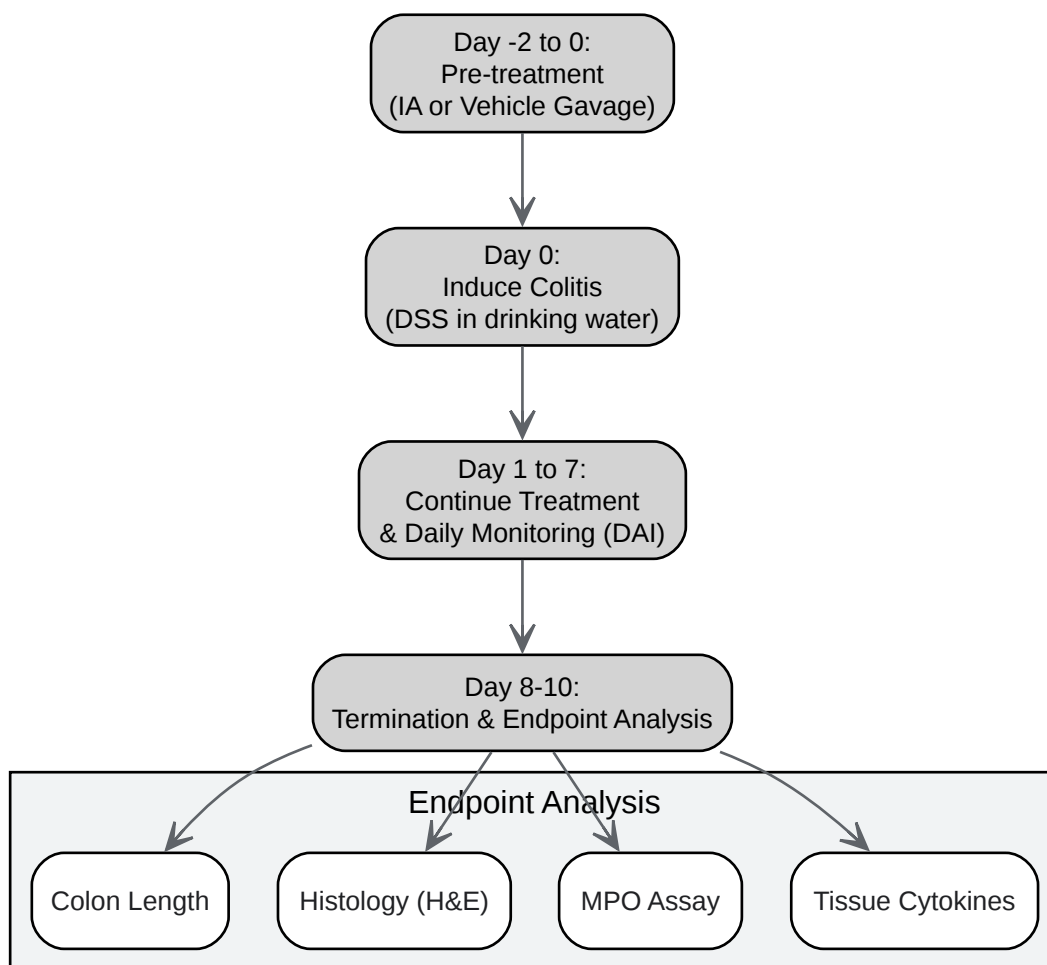 Day -2 to 0:
Pre-treatment
(IA or Vehicle Gavage)
Day 0:
Induce Colitis
(DSS in drinking water)
Day 1 to 7:
Continue Treatment
& Daily Monitoring (DAI)
Day 8-10:
Termination & Endpoint Analysis
Endpoint Analysis
Colon Length
Histology (H&E)
MPO Assay
Tissue Cytokines